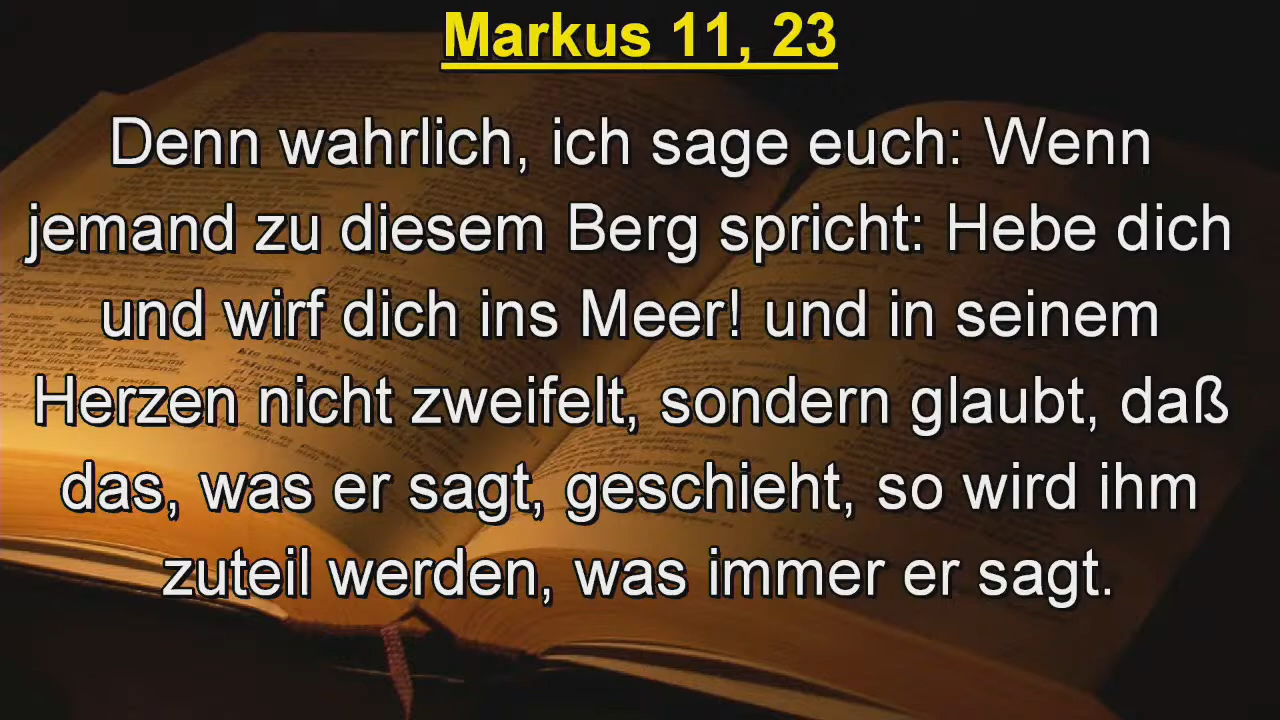 Markus 11, 23
Denn wahrlich, ich sage euch: Wenn
jemand zu diesem Berg spricht: Hebe dich
und wirf dich ins Meer! und in seinem
Herzen nicht zweifelt, sondern glaubt, daß
das, was er sagt, geschieht, so wird ihm
zuteil werden, was immer er sagt.